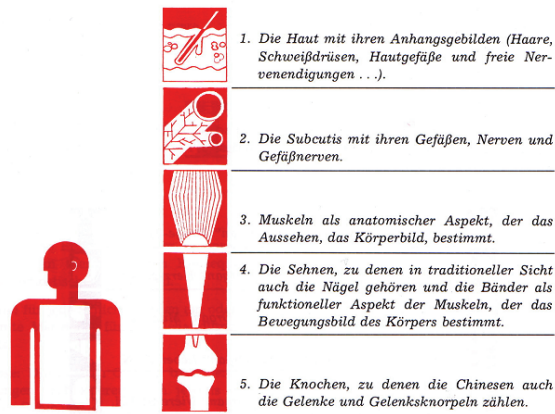 1. Die Haut mit ihren Anhangsgebilden (Haare,
Schweißdrüsen, Hautgefäße und freie Ner-
venendigungen . . .).
2. Die Subcutis mit ihren Gefäßen, Nerven und
Gefäßnerven.
3. Muskeln als anatomischer Aspekt, der das
Aussehen, das Körperbild, bestimmt.
4. Die Sehnen, zu denen in traditioneller Sicht
auch die Nägel gehören und die Bänder als
funktioneller Aspekt der Muskeln, der das
Bewegungsbild des Körpers bestimmt.
5. Die Knochen, zu denen die Chinesen auch
die Gelenke und Gelenksknorpeln zählen.